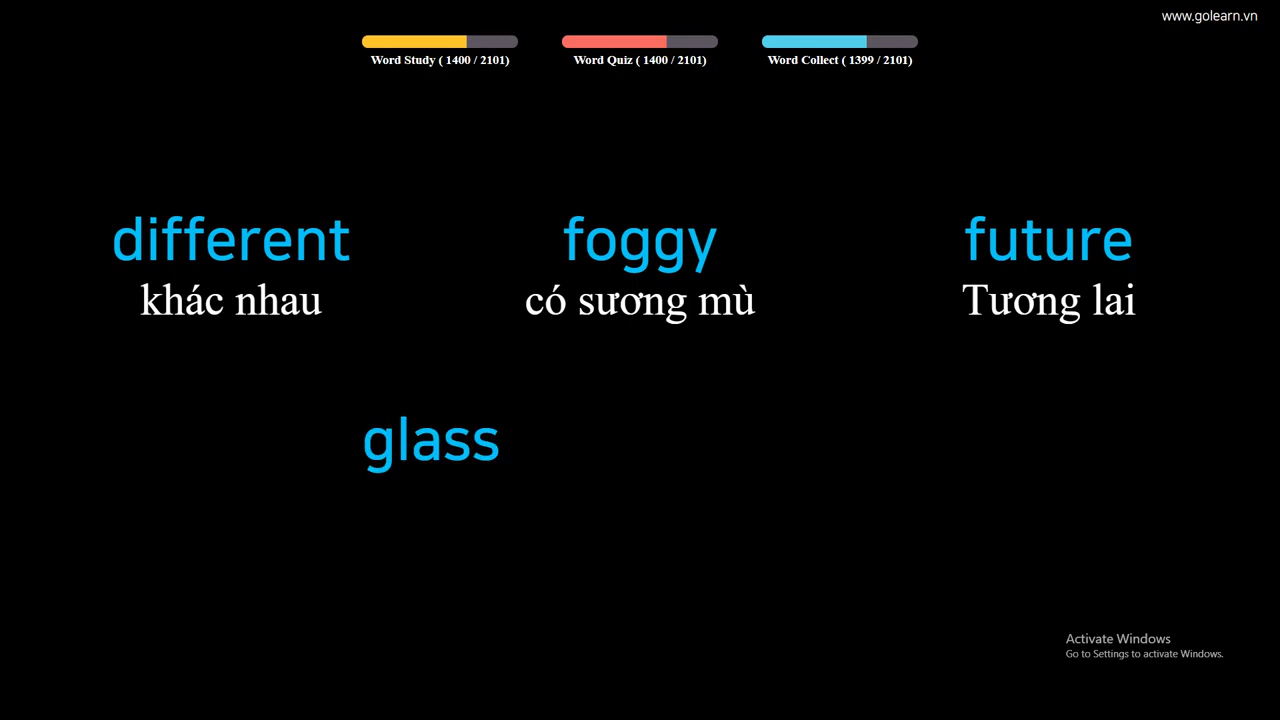 www.golearn.vn
Word Study ( 1400 / 2101)
Word Quiz ( 1400 / 2101)
Word Collect ( 1399 / 2101)
different
foggy
future
khác nhau
có sương mù
Tương lai
glass
Activate Windows
Go to Settings to activate Windows.